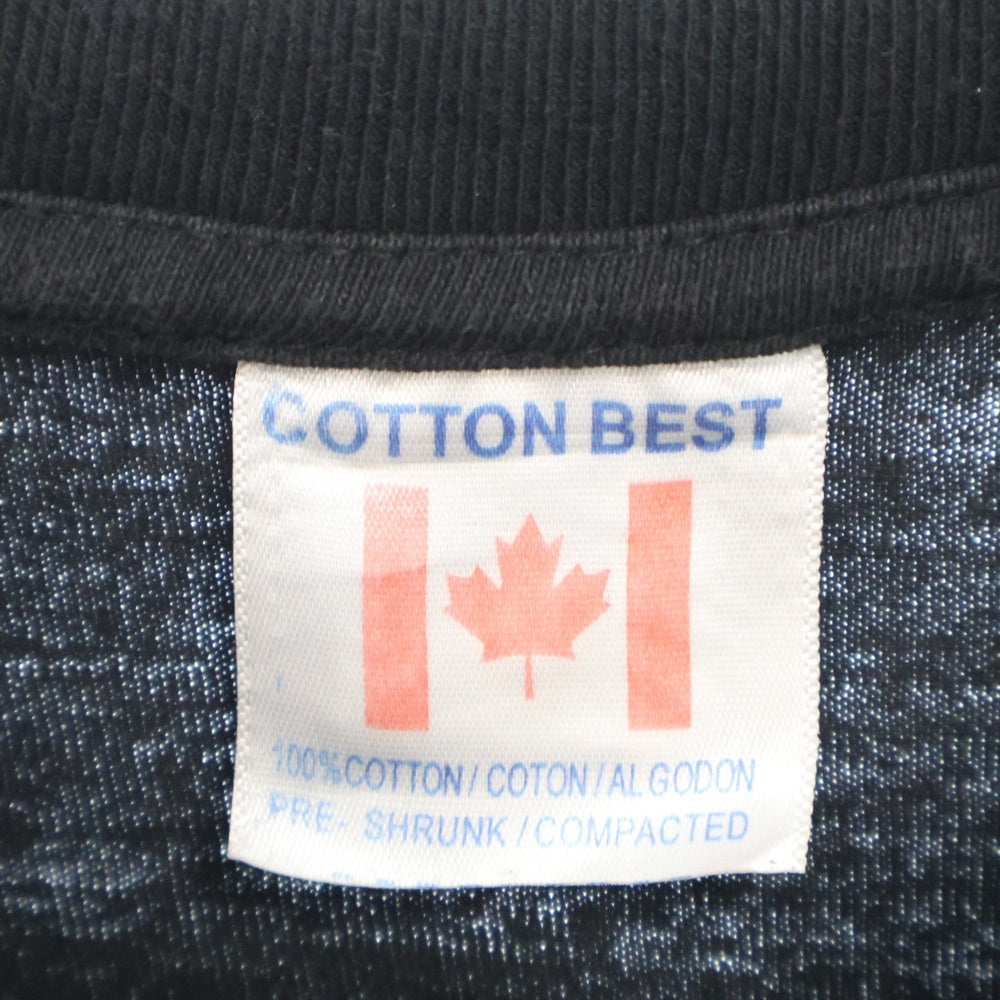 COTTON BEST
100% COTTON / COTON / ALGODON
PRE- SHRUNK / COMPACTED